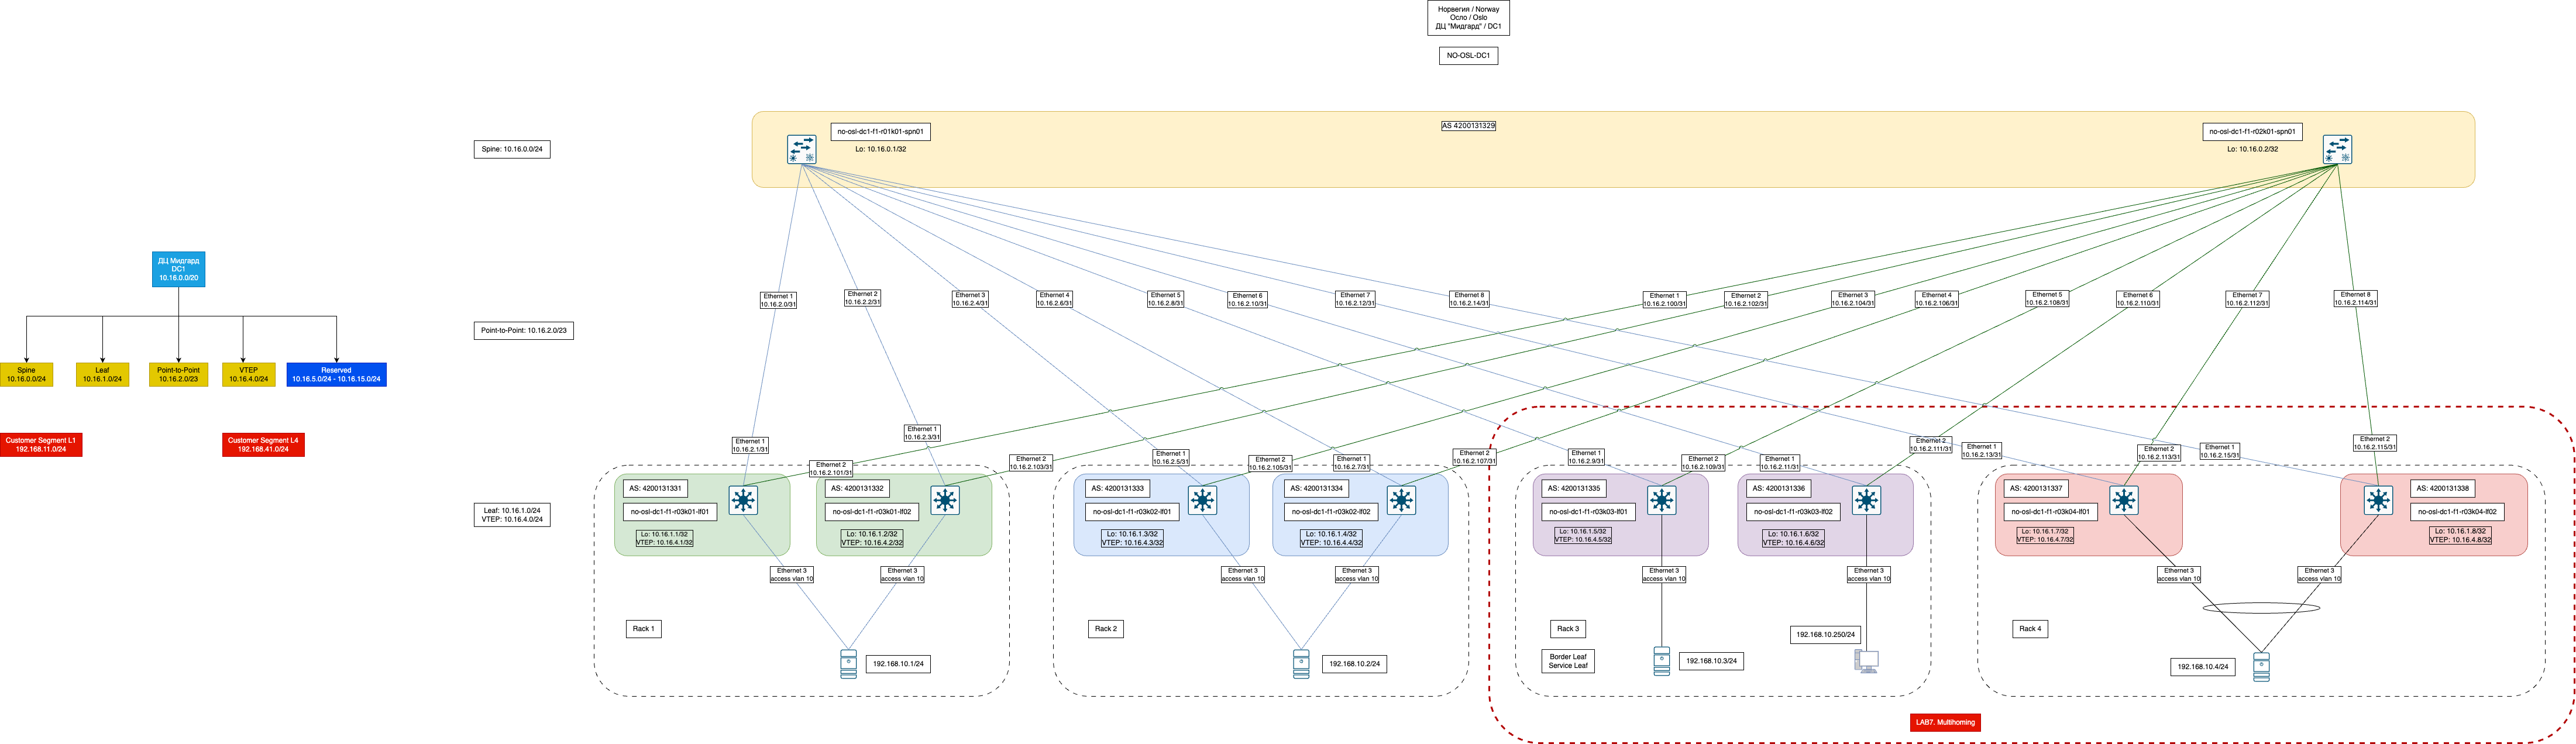 Норвегия / Norway
Осло / Oslo
ДЦ "Мидгард" / DC1
NO-OSL-DC1
AS 4200131329
no-osl-dc1-f1-r01k01-spn01
Lo: 10.16.0.1/32
no-osl-dc1-f1-r02k01-spn01
Lo: 10.16.0.2/32
Spine: 10.16.0.0/24
ДЦ Мидгард
DC1
10.16.0.0/20
Spine
10.16.0.0/24
Leaf
10.16.1.0/24
Point-to-Point
10.16.2.0/23
VTEP
10.16.4.0/24
Reserved
10.16.5.0/24 - 10.16.15.0/24
Customer Segment L1
192.168.11.0/24
Customer Segment L4
192.168.41.0/24
Point-to-Point: 10.16.2.0/23
Ethernet 1
10.16.2.0/31
Ethernet 2
10.16.2.2/31
Ethernet 3
10.16.2.4/31
Ethernet 4
10.16.2.6/31
Ethernet 5
10.16.2.8/31
Ethernet 6
10.16.2.10/31
Ethernet 7
10.16.2.12/31
Ethernet 8
10.16.2.14/31
Ethernet 1
10.16.2.100/31
Ethernet 2
10.16.2.102/31
Ethernet 3
10.16.2.104/31
Ethernet 4
10.16.2.106/31
Ethernet 5
10.16.2.108/31
Ethernet 6
10.16.2.110/31
Ethernet 7
10.16.2.112/31
Ethernet 8
10.16.2.114/31
Ethernet 1
10.16.2.1/31
Ethernet 2
10.16.2.101/31
Ethernet 1
10.16.2.3/31
Ethernet 2
10.16.2.103/31
Ethernet 1
10.16.2.5/31
Ethernet 2
10.16.2.105/31
Ethernet 1
10.16.2.7/31
Ethernet 2
10.16.2.107/31
Ethernet 1
10.16.2.9/31
Ethernet 2
10.16.2.109/31
Ethernet 1
10.16.2.11/31
Ethernet 2
10.16.2.111/31
Ethernet 1
10.16.2.13/31
Ethernet 2
10.16.2.113/31
Ethernet 1
10.16.2.15/31
Ethernet 2
10.16.2.115/31
Leaf: 10.16.1.0/24
VTEP: 10.16.4.0/24
AS: 4200131331
no-osl-dc1-f1-r03k01-lf01
Lo: 10.16.1.1/32
VTEP: 10.16.4.1/32
AS: 4200131332
no-osl-dc1-f1-r03k01-lf02
Lo: 10.16.1.2/32
VTEP: 10.16.4.2/32
AS: 4200131333
no-osl-dc1-f1-r03k02-lf01
Lo: 10.16.1.3/32
VTEP: 10.16.4.3/32
AS: 4200131334
no-osl-dc1-f1-r03k02-lf02
Lo: 10.16.1.4/32
VTEP: 10.16.4.4/32
AS: 4200131335
no-osl-dc1-f1-r03k03-lf01
Lo: 10.16.1.5/32
VTEP: 10.16.4.5/32
AS: 4200131336
no-osl-dc1-f1-r03k03-lf02
Lo: 10.16.1.6/32
VTEP: 10.16.4.6/32
AS: 4200131337
no-osl-dc1-f1-r03k04-lf01
Lo: 10.16.1.7/32
VTEP: 10.16.4.7/32
AS: 4200131338
no-osl-dc1-f1-r03k04-lf02
Lo: 10.16.1.8/32
VTEP: 10.16.4.8/32
Ethernet 3
access vlan 10
Ethernet 3
access vlan 10
Ethernet 3
access vlan 10
Ethernet 3
access vlan 10
Ethernet 3
access vlan 10
Ethernet 3
access vlan 10
Ethernet 3
access vlan 10
Ethernet 3
access vlan 10
Rack 1
192.168.10.1/24
Rack 2
192.168.10.2/24
Rack 3
Border Leaf
Service Leaf
192.168.10.3/24
192.168.10.250/24
Rack 4
192.168.10.4/24
LAB7. Multihoming